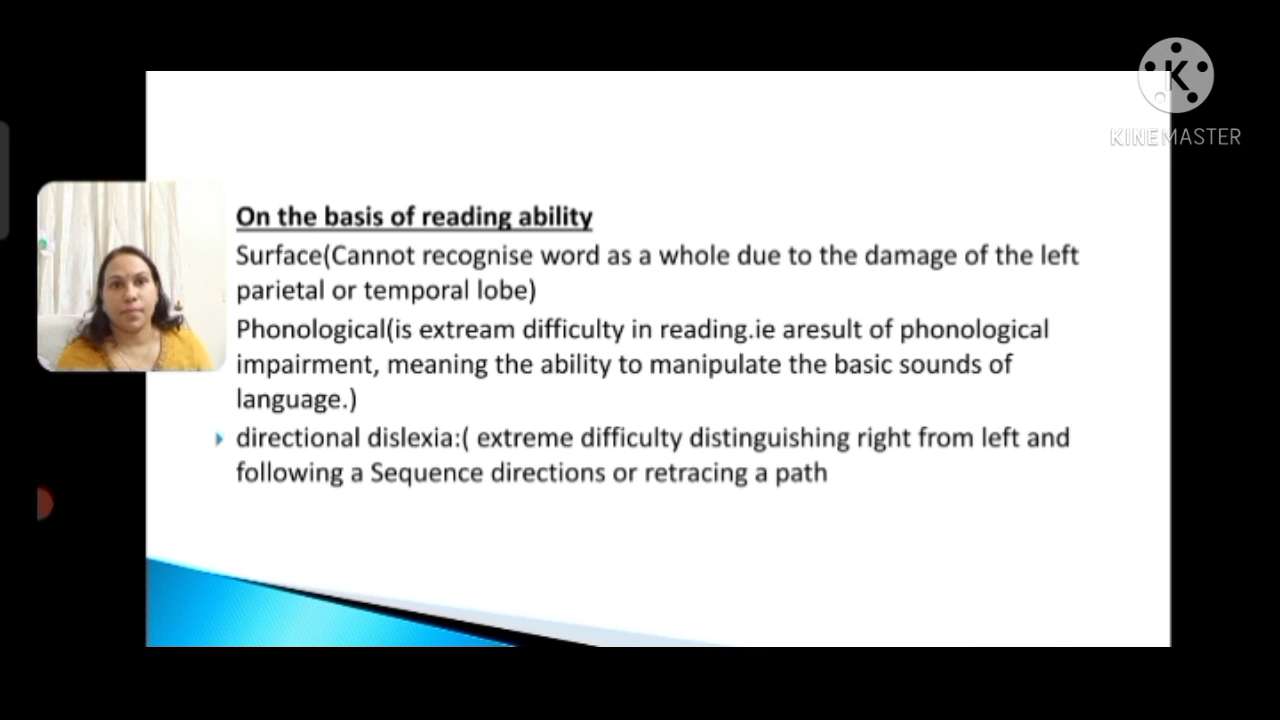 KINEMASTER
On the basis of reading ability
Surface(Cannot recognise word as a whole due to the damage of the left
parietal or temporal lobe)
Phonological(is extream difficulty in reading.ie aresult of phonological
impairment, meaning the ability to manipulate the basic sounds of
language.)
directional dislexia:( extreme difficulty distinguishing right from left and
following a Sequence directions or retracing a path